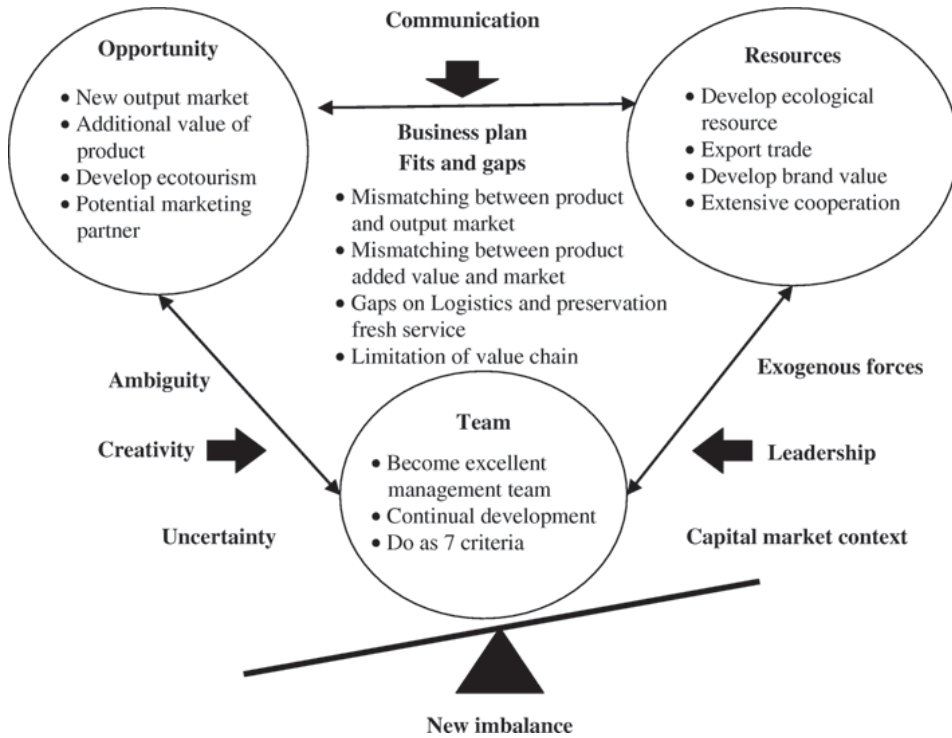 Communication
Opportunity
• New output market
• Additional value of
product
• Develop ecotourism
• Potential marketing
partner
Resources
• Develop ecological
resource
• Export trade
• Develop brand value
• Extensive cooperation
Business plan
Fits and gaps
• Mismatching between product
and output market
• Mismatching between product
added value and market
• Gaps on Logistics and preservation
fresh service
• Limitation of value chain
Ambiguity
Creativity
Uncertainty
Team
• Become excellent
management team
• Continual development
• Do as 7 criteria
Exogenous forces
Leadership
Capital market context
New imbalance